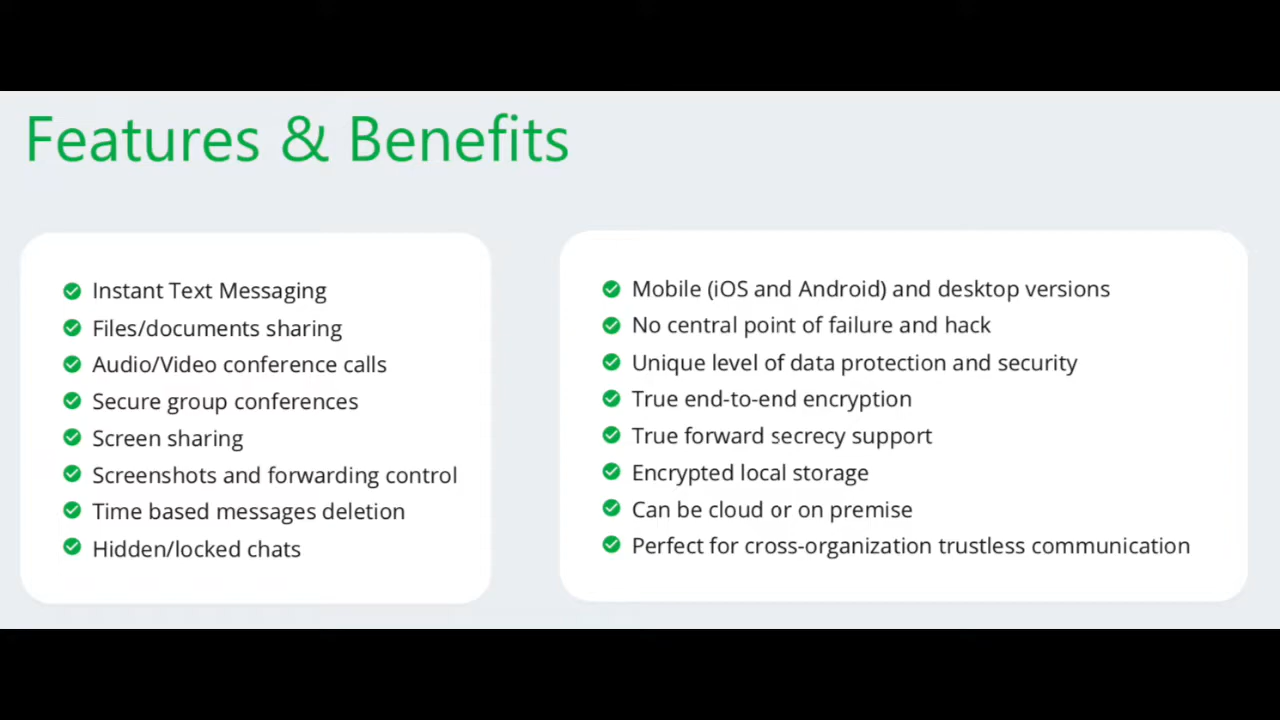 Features & Benefits
Instant Text Messaging
Files/documents sharing
Audio/Video conference calls
Secure group conferences
Screen sharing
Screenshots and forwarding control
Time based messages deletion
Hidden/locked chats
Mobile (iOS and Android) and desktop versions
No central point of failure and hack
Unique level of data protection and security
True end-to-end encryption
True forward secrecy support
Encrypted local storage
Can be cloud or on premise
Perfect for cross-organization trustless communication